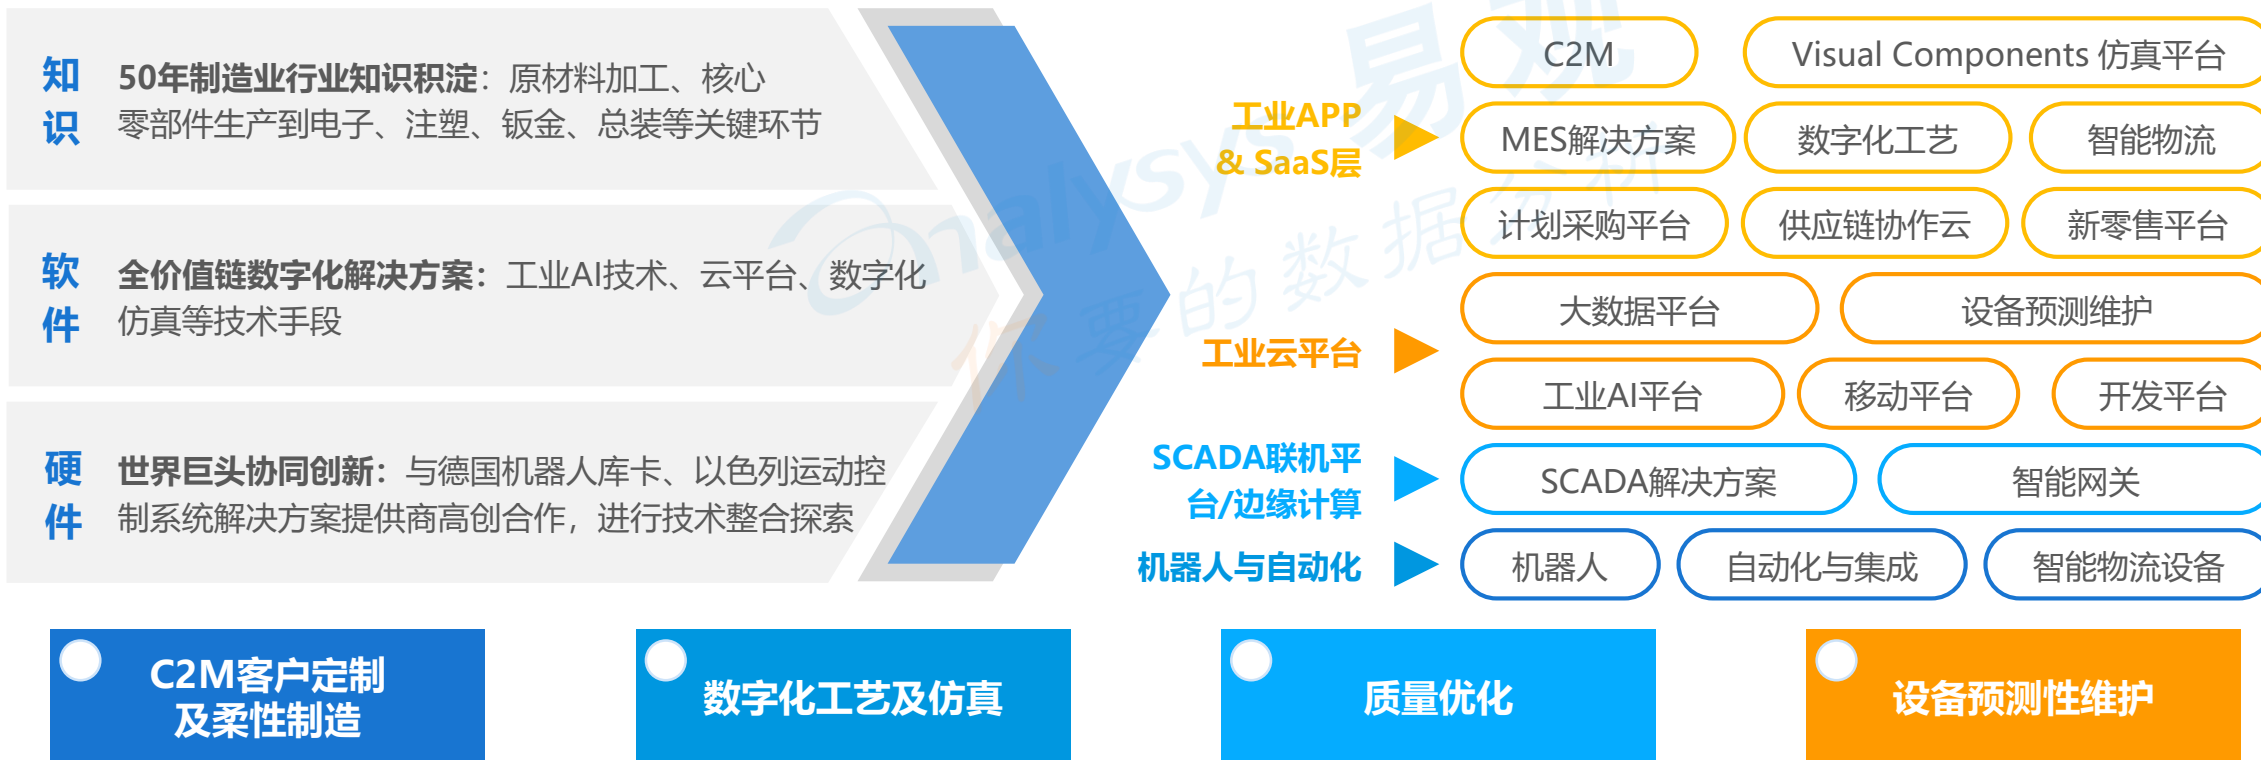 知
识
50年制造业行业知识积淀：原材料加工、核心
零部件生产到电子、注塑、钣金、总装等关键环节
软
件
全价值链数字化解决方案：工业AI技术、云平台、数字化
仿真等技术手段
硬
件
世界巨头协同创新：与德国机器人库卡、以色列运动控
制系统解决方案提供商高创合作，进行技术整合探索
工业APP
& SaaS层
C2M
Visual Components 仿真平台
MES解决方案
数字化工艺
智能物流
计划采购平台
供应链协作云
新零售平台
工业云平台
大数据平台
设备预测维护
工业AI平台
移动平台
开发平台
SCADA联机平
台/边缘计算
SCADA解决方案
智能网关
机器人与自动化
机器人
自动化与集成
智能物流设备
C2M客户定制
及柔性制造
数字化工艺及仿真
质量优化
设备预测性维护
analysys 易观
你要的数据分析